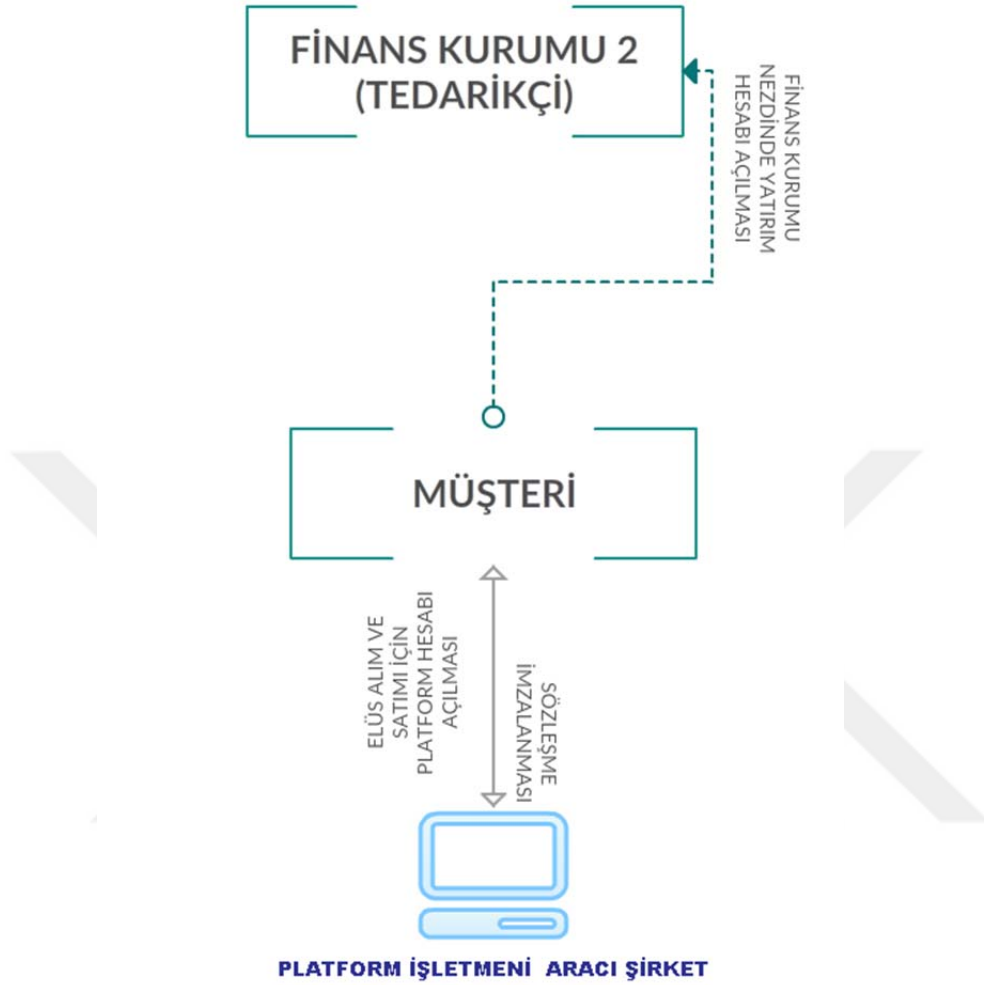 FİNANS KURUMU 2
(TEDARİKÇİ)
FİNANS KURUMU
NEZDİNDE YATIRIM
HESABI AÇILMASI
MÜŞTERİ
ELÜS ALIM VE
SATIMI İÇİN
PLATFORM HESABI
AÇILMASI
SÖZLEŞME
İMZALANMASI
PLATFORM İŞLETMENİ ARACI ŞİRKET